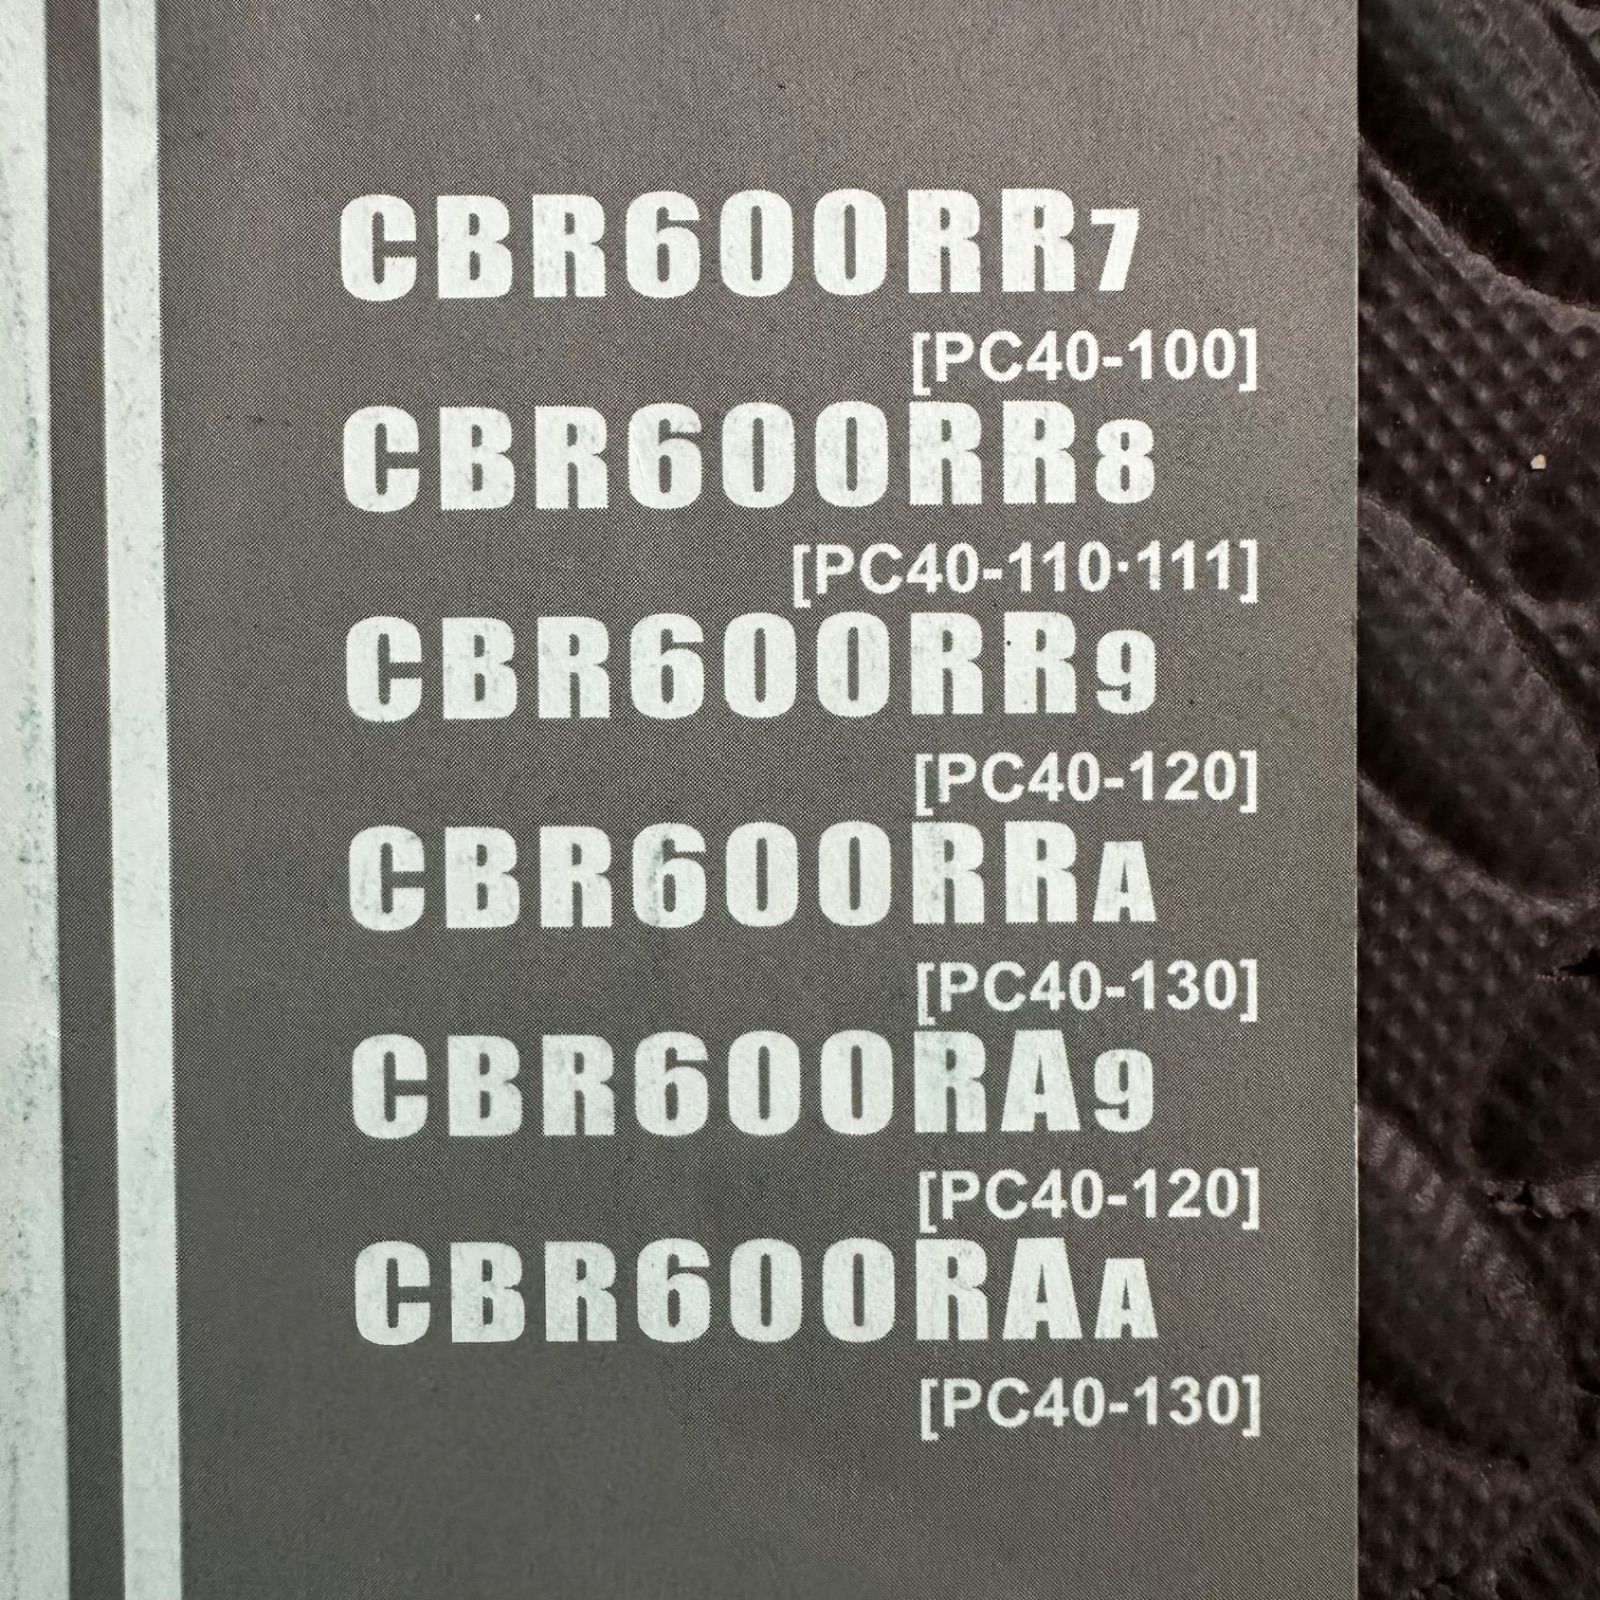 CBR600RR7
[PC40-100]
CBR600RR8
[PC40-110·111]
CBR600RR9
[PC40-120]
CBR600RRA
[PC40-130]
CBR600RA9
[PC40-120]
CBR600RAA
[PC40-130]